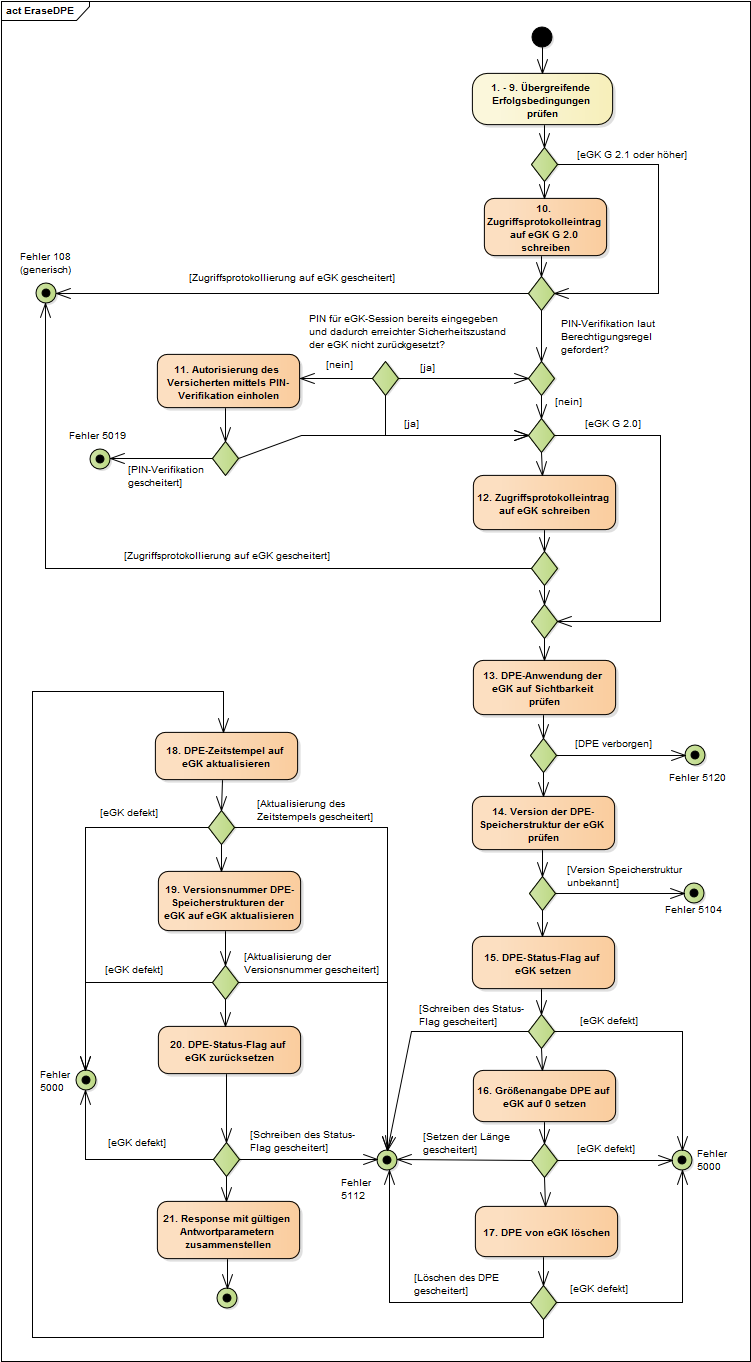 act EraseDPE
1. - 9. Übergreifende
Erfolgsbedingungen
prüfen
[eGK G 2.1 oder höher]
10.
Zugriffsprotokolleintrag
auf eGK G 2.0
schreiben
Fehler 108
(generisch)
[Zugriffsprotokollierung auf eGK gescheitert]
PIN für eGK-Session bereits eingegeben
und dadurch erreichter Sicherheitszustand
der eGK nicht zurückgesetzt?
PIN-Verifikation laut
Berechtigungsregel
gefordert?
11. Autorisierung des
Versicherten mittels PIN-
Verifikation einholen
[nein]
[ja]
[nein]
Fehler 5019
[ja]
[eGK G 2.0]
[PIN-Verifikation
gescheitert]
12. Zugriffsprotokolleintrag
auf eGK schreiben
[Zugriffsprotokollierung auf eGK gescheitert]
13. DPE-Anwendung der
eGK auf Sichtbarkeit
prüfen
[DPE verborgen]
Fehler 5120
14. Version der DPE-
Speicherstruktur der eGK
prüfen
[Version Speicherstruktur
unbekannt]
Fehler 5104
15. DPE-Status-Flag auf
eGK setzen
[Schreiben des Status-
Flag gescheitert]
[eGK defekt]
16. Größenangabe DPE auf
eGK auf 0 setzen
[Setzen der Länge
gescheitert]
[eGK defekt]
Fehler
5000
Fehler
5112
17. DPE von eGK löschen
[Löschen des DPE
gescheitert]
[eGK defekt]
18. DPE-Zeitstempel auf
eGK aktualisieren
[eGK defekt]
[Aktualisierung des
Zeitstempels gescheitert]
19. Versionsnummer DPE-
Speicherstrukturen der
eGK auf eGK aktualisieren
[eGK defekt]
[Aktualisierung der
Versionsnummer gescheitert]
20. DPE-Status-Flag auf
eGK zurücksetzen
Fehler
5000
[eGK defekt]
[Schreiben des Status-
Flag gescheitert]
21. Response mit gültigen
Antwortparametern
zusammenstellen